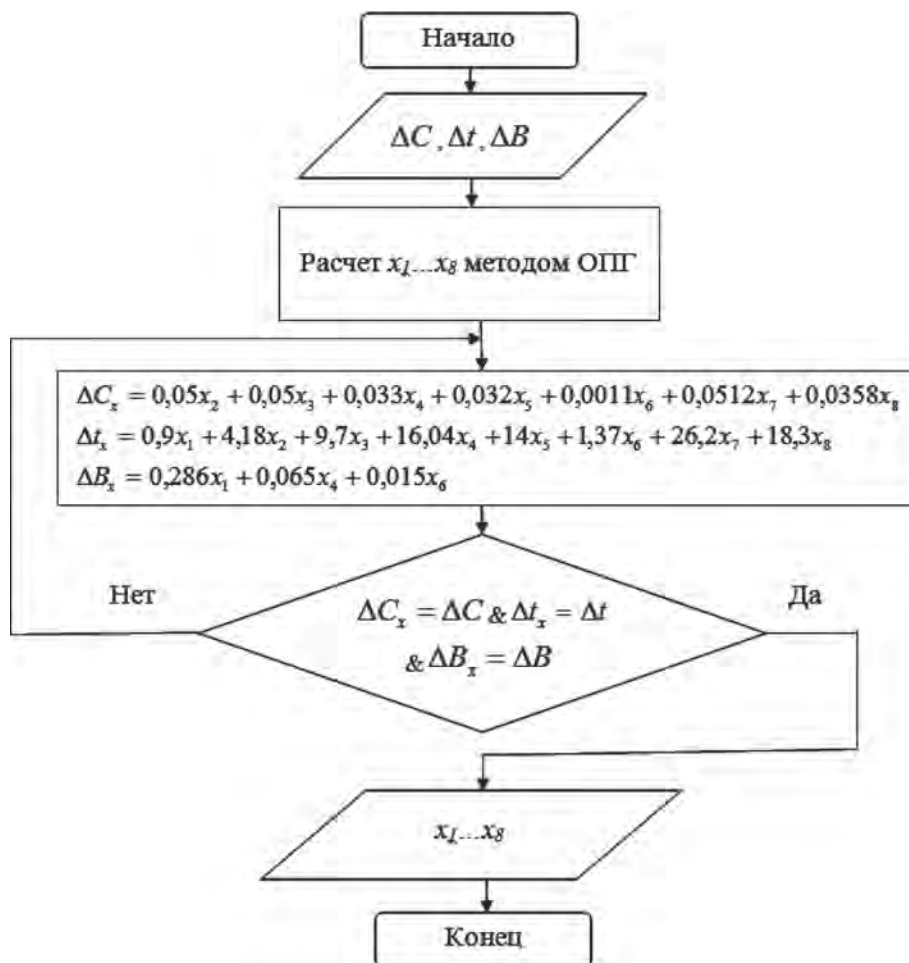 Начало
ΔC, Δt, ΔB
Расчет x₁...x₈ методом ОПГ
ΔCₓ = 0,05x₂ + 0,05x₃ + 0,033x₄ + 0,032x₅ + 0,0011x₆ + 0,0512x₇ + 0,0358x₈
Δtₓ = 0,9x₁ + 4,18x₂ + 9,7x₃ + 16,04x₄ + 14x₅ + 1,37x₆ + 26,2x₇ + 18,3x₈
ΔBₓ = 0,286x₁ + 0,065x₄ + 0,015x₆
Нет
Да
ΔCₓ = ΔC & Δtₓ = Δt
& ΔBₓ = ΔB
x₁...x₈
Конец